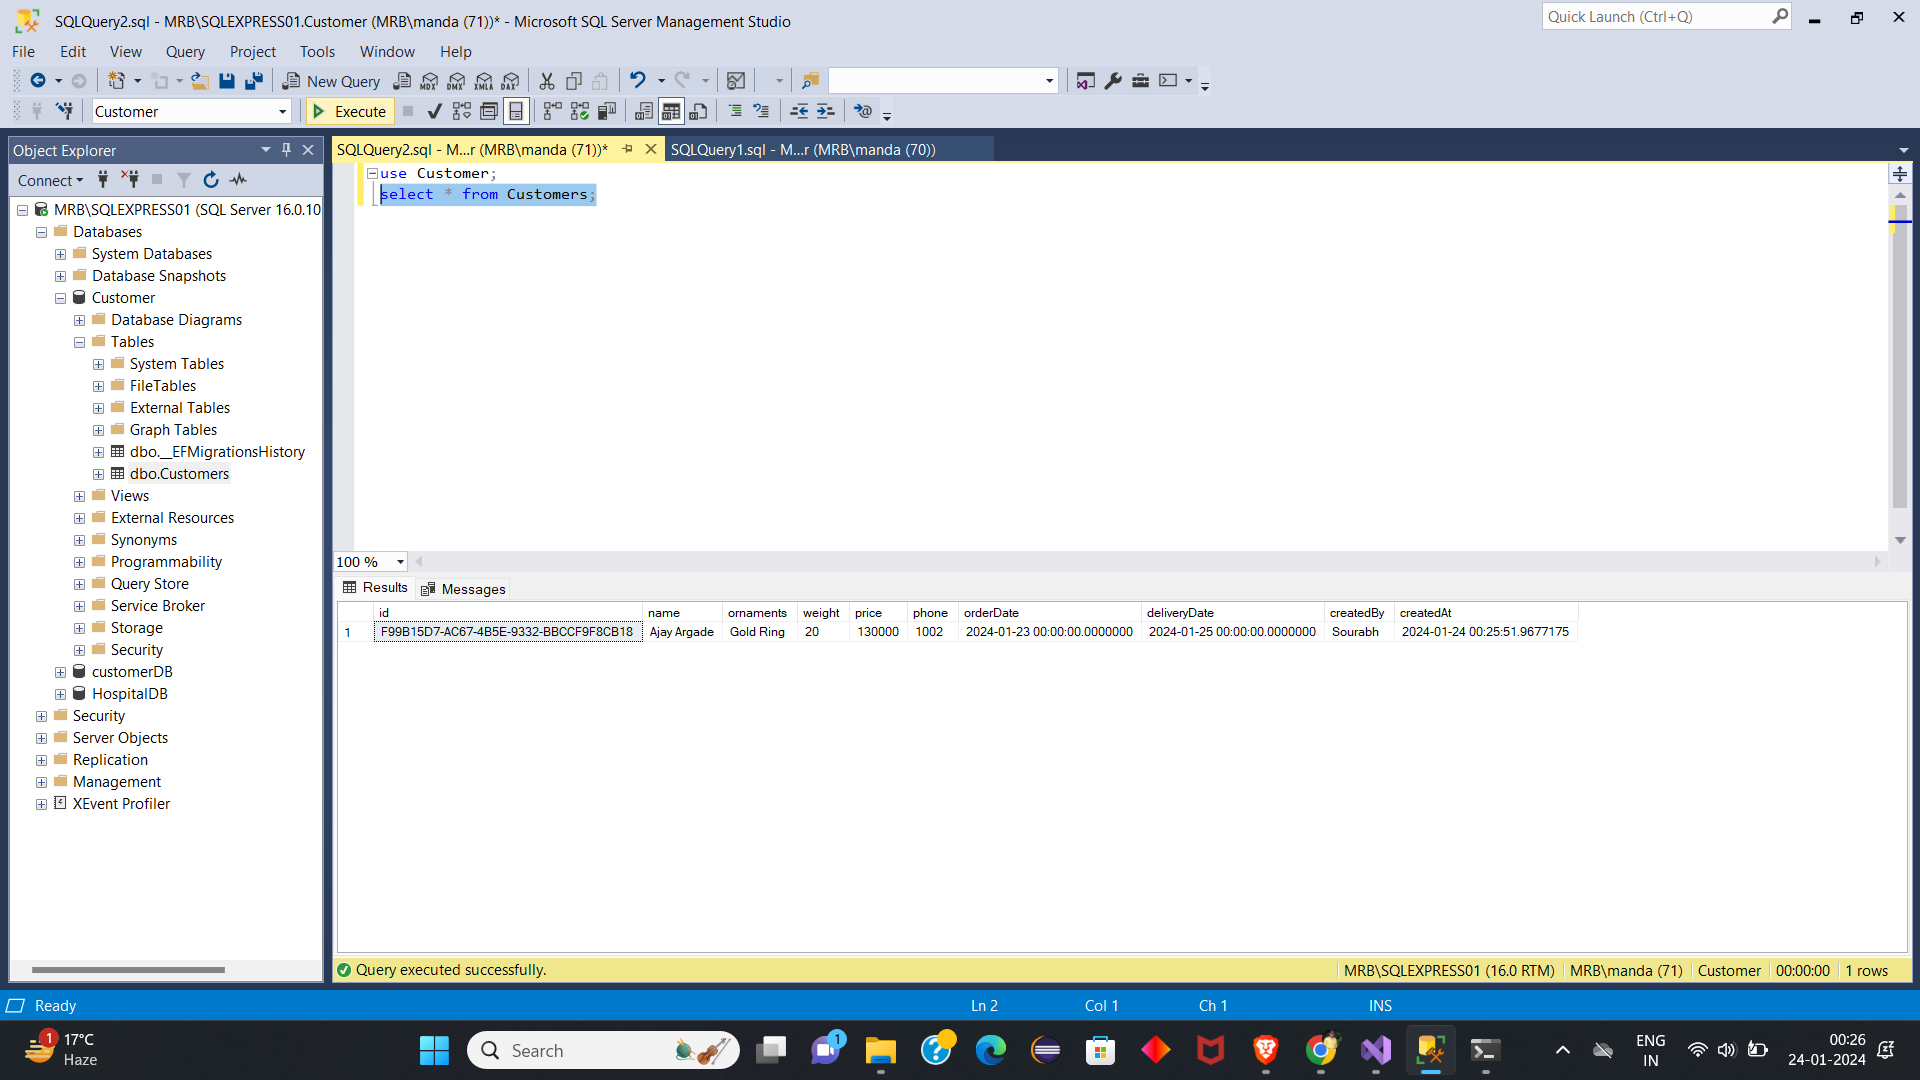 SQLQuery2.sql - MRB\SQLEXPRESS01.Customer (MRB\manda (71))* - Microsoft SQL Server Management Studio
Quick Launch (Ctrl+Q)
File Edit View Query Project Tools Window Help
New Query MDX DMX XMLA DAX
Customer Execute
Object Explorer
Connect
MRB\SQLEXPRESS01 (SQL Server 16.0.10
Databases
System Databases
Database Snapshots
Customer
Database Diagrams
Tables
System Tables
FileTables
External Tables
Graph Tables
dbo.__EFMigrationsHistory
dbo.Customers
Views
External Resources
Synonyms
Programmability
Query Store
Service Broker
Storage
Security
customerDB
HospitalDB
Security
Server Objects
Replication
Management
XEvent Profiler
SQLQuery2.sql - M...r (MRB\manda (71))* SQLQuery1.sql - M...r (MRB\manda (70))
use Customer;
select * from Customers;
100 %
Results Messages
id name ornaments weight price phone orderDate deliveryDate createdBy createdAt
1 F99B15D7-AC67-4B5E-9332-BBCCF9F8CB18 Ajay Argade Gold Ring 20 130000 1002 2024-01-23 00:00:00.0000000 2024-01-25 00:00:00.0000000 Sourabh 2024-01-24 00:25:51.9677175
Query executed successfully. MRB\SQLEXPRESS01 (16.0 RTM) MRB\manda (71) Customer 00:00:00 1 rows
Ready Ln 2 Col 1 Ch 1 INS
1 17°C
Haze
Search
1
ENG
IN
00:26
24-01-2024